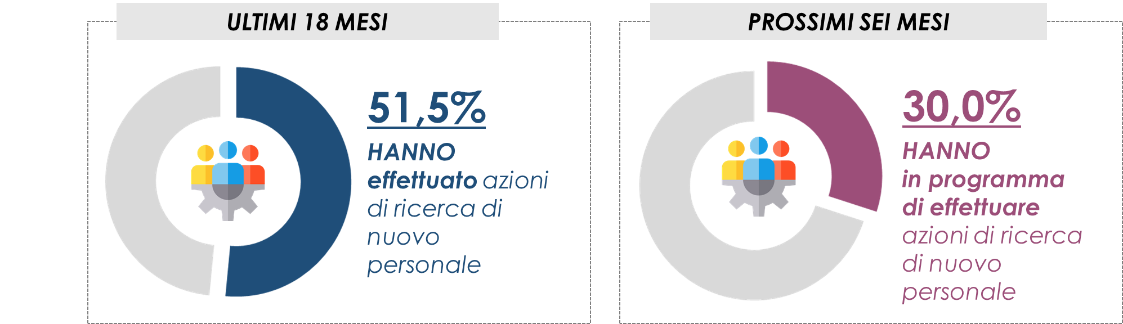 ULTIMI 18 MESI
51,5%
HANNO
effettuato azioni
di ricerca di
nuovo
personale
PROSSIMI SEI MESI
30,0%
HANNO
in programma
di effettuare
azioni di ricerca
di nuovo
personale